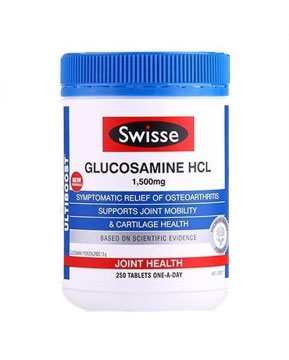 Swisse
ULTIBOOST
GLUCOSAMINE HCL
1,500mg
SYMPTOMATIC RELIEF OF OSTEOARTHRITIS
SUPPORTS JOINT MOBILITY
& CARTILAGE HEALTH
BASED ON SCIENTIFIC EVIDENCE
JOINT HEALTH
250 TABLETS ONE-A-DAY